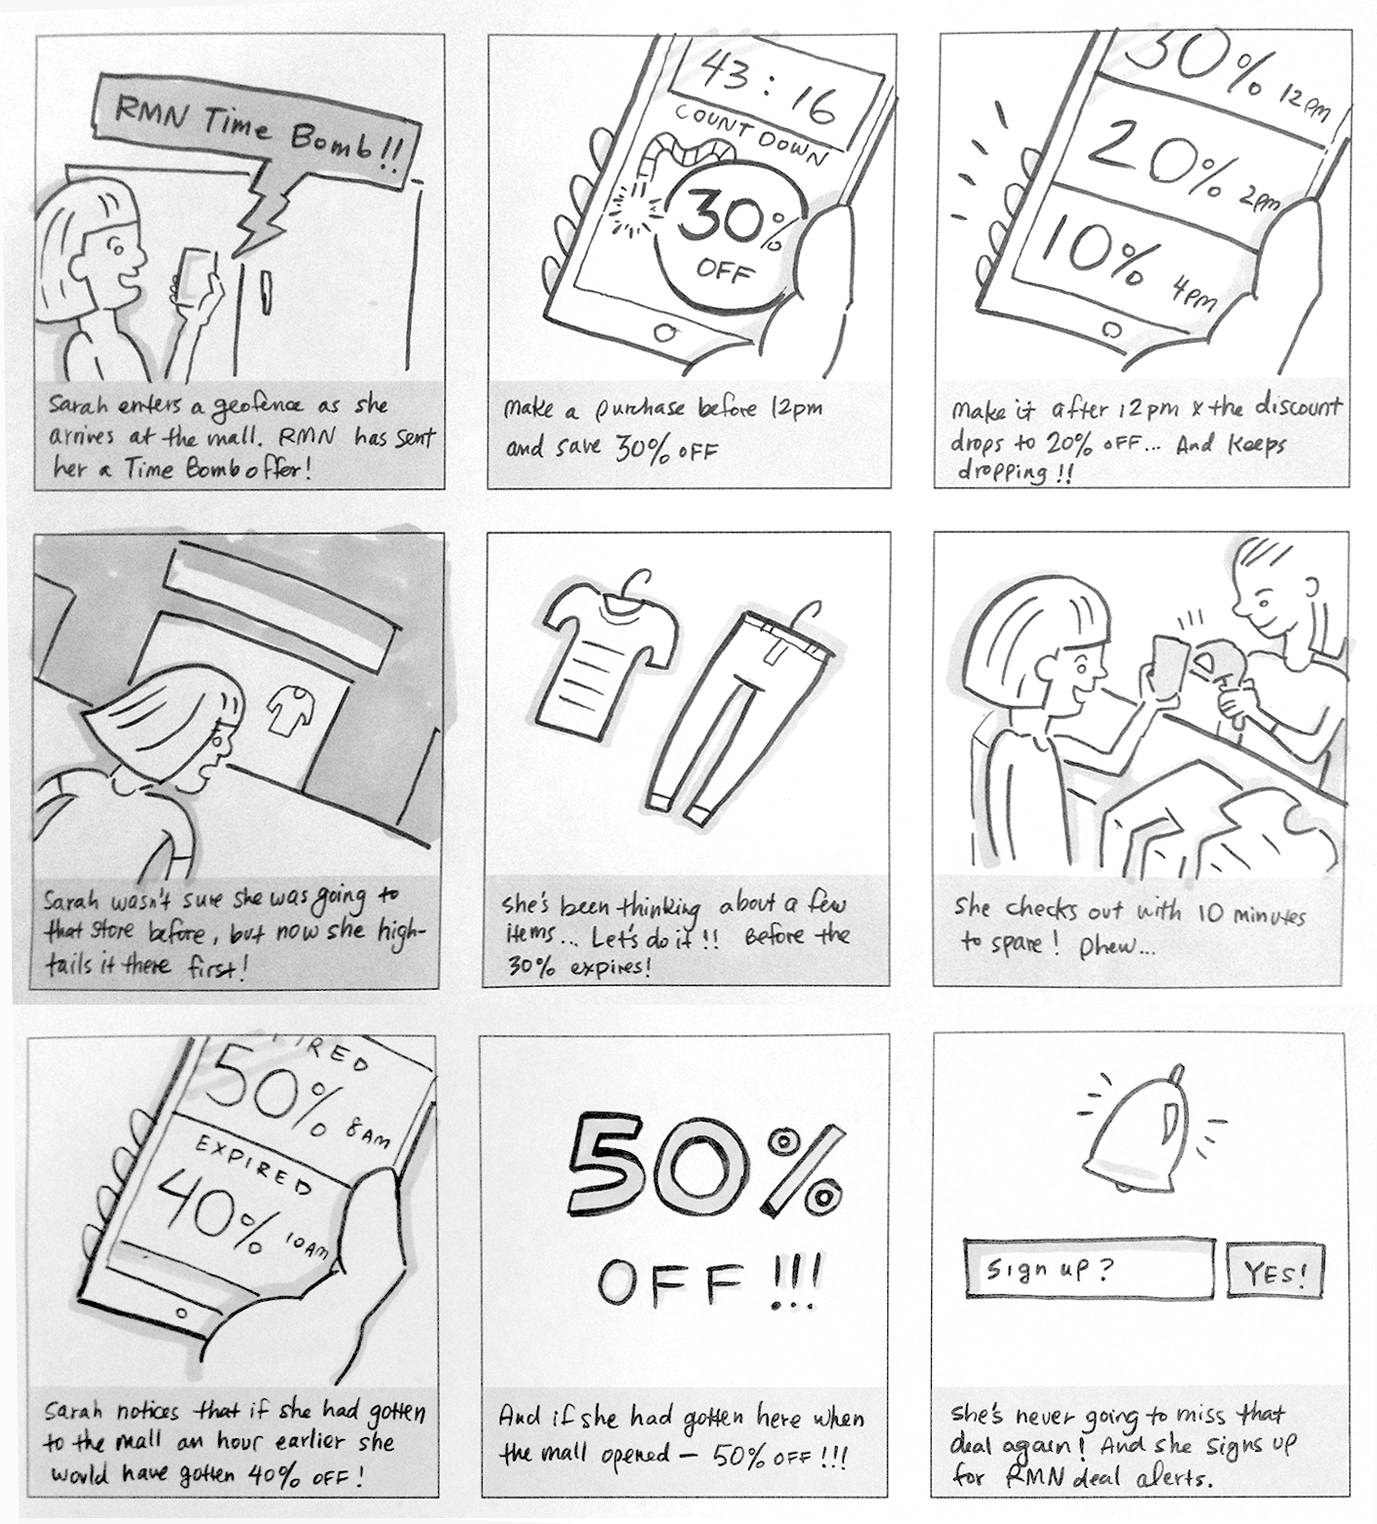 RMN Time Bomb!!
Sarah enters a geofence as she
arrives at the mall. RMN has sent
her a Time Bomb offer!
43:16
COUNTDOWN
30%
OFF
Make a purchase before 12pm
and save 30% OFF
30% 12pm
20% 2pm
10% 4pm
Make it after 12pm & the discount
drops to 20% OFF... And keeps
dropping!!
Sarah wasn't sure she was going to
that store before, but now she high-
tails it there first!
She's been thinking about a few
items... Let's do it!! Before the
30% expires!
She checks out with 10 minutes
to spare! Phew...
IRED
50% 8AM
EXPIRED
40% 10AM
Sarah notices that if she had gotten
to the mall an hour earlier she
would have gotten 40% OFF!
50%
OFF!!!
And if she had gotten here when
the mall opened – 50% OFF!!!
Sign up?
YES!
She's never going to miss that
deal again! And she signs up
for RMN deal alerts.